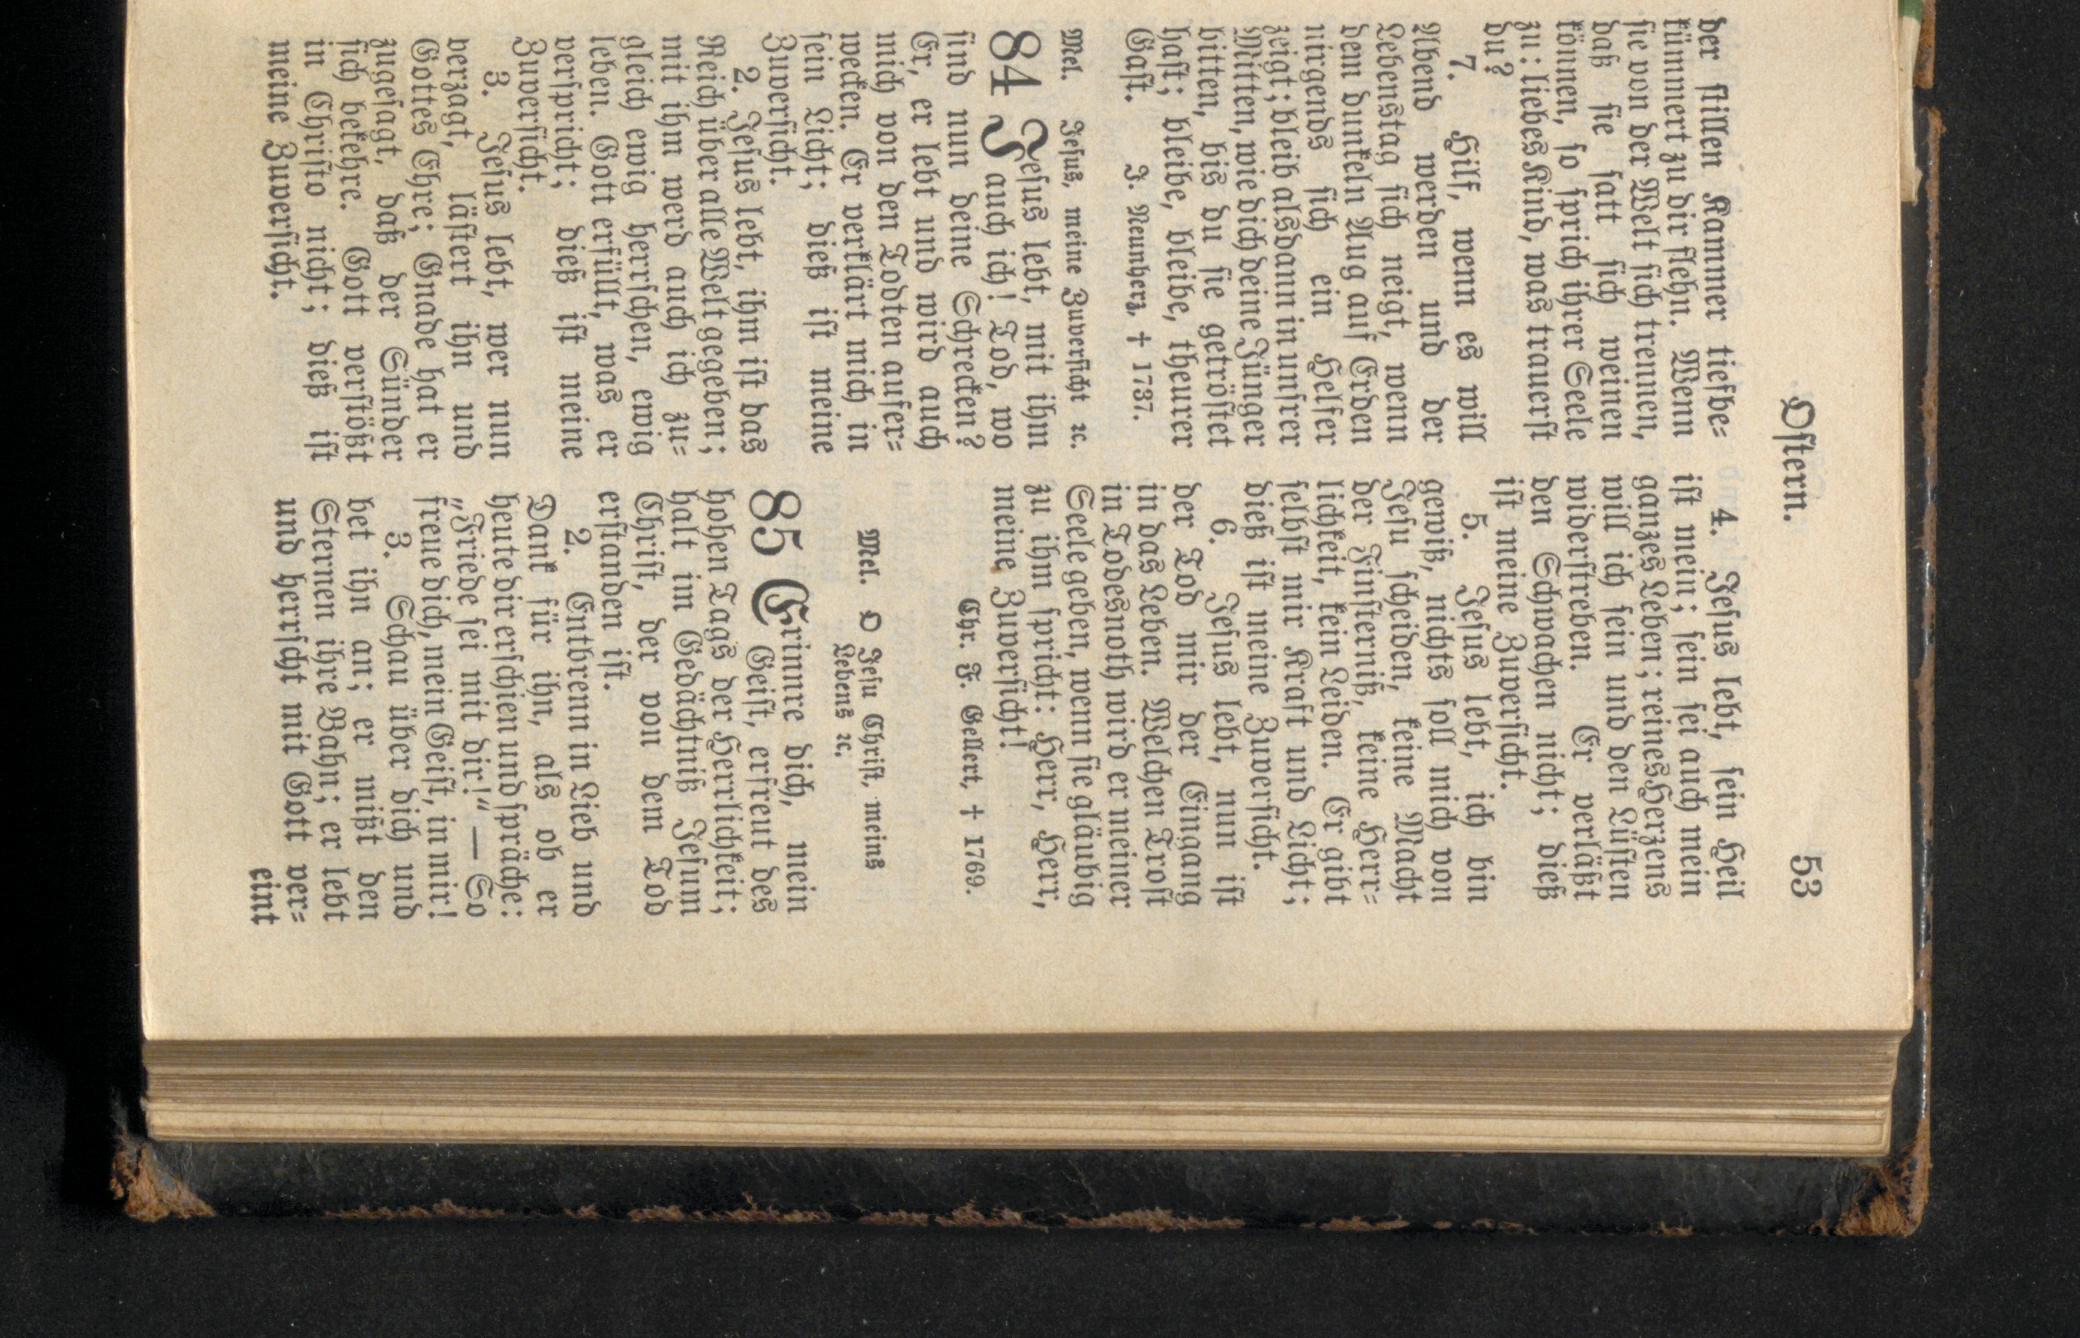 Ostern.
53
der stillen Kammer tiefbe-
kümmert zu dir flehn. Wenn
sie von der Welt sich trennen,
daß sie satt sich weinen
können, so sprich ihrer Seele
zu: liebes Kind, was trauerst
du?
7. Hilf, wenn es will
Abend werden und der
Lebenstag sich neigt, wenn
dem dunkeln Aug auf Erden
nirgends sich ein Helfer
zeigt; bleib alsdann in unsrer
Mitten, wie dich deine Jünger
bitten, bis du sie getröstet
hast; bleibe, bleibe, theurer
Gast.
J. Neunherz, † 1737.
Mel. Jesus, meine Zuversicht ꝛc.
84 Jesus lebt, mit ihm
auch ich! Tod, wo
sind nun deine Schrecken?
Er, er lebt und wird auch
mich von den Todten aufer-
wecken. Er verklärt mich in
sein Licht; dieß ist meine
Zuversicht.
2. Jesus lebt, ihm ist das
Reich über alle Welt gegeben;
mit ihm werd auch ich zu-
gleich ewig herrschen, ewig
leben. Gott erfüllt, was er
verspricht; dieß ist meine
Zuversicht.
3. Jesus lebt, wer nun
verzagt, lästert ihn und
Gottes Ehre; Gnade hat er
zugesagt, daß der Sünder
sich bekehre. Gott verstößt
in Christo nicht; dieß ist
meine Zuversicht.
4. Jesus lebt, sein Heil
ist mein; sein sei auch mein
ganzes Leben; reines Herzens
will ich sein und den Lüsten
widerstreben. Er verläßt
den Schwachen nicht; dieß
ist meine Zuversicht.
5. Jesus lebt, ich bin
gewiß, nichts soll mich von
Jesu scheiden, keine Macht
der Finsterniß, keine Herr-
lichkeit, kein Leiden. Er gibt
selbst mir Kraft und Licht;
dieß ist meine Zuversicht.
6. Jesus lebt, nun ist
der Tod mir der Eingang
in das Leben. Welchen Trost
in Todesnoth wird er meiner
Seele geben, wenn sie gläubig
zu ihm spricht: Herr, Herr,
meine Zuversicht!
Chr. F. Gellert, † 1769.
Mel. O Jesu Christ, meins
Lebens ꝛc.
85 Erinnre dich, mein
Geist, erfreut des
hohen Tags der Herrlichkeit;
halt im Gedächtniß Jesum
Christ, der von dem Tod
erstanden ist.
2. Entbrenn in Lieb und
Dank für ihn, als ob er
heute dir erschien und spräche:
„Friede sei mit dir!“ — So
freue dich, mein Geist, in mir!
3. Schau über dich und
bet ihn an; er mißt den
Sternen ihre Bahn; er lebt
und herrscht mit Gott ver-
eint